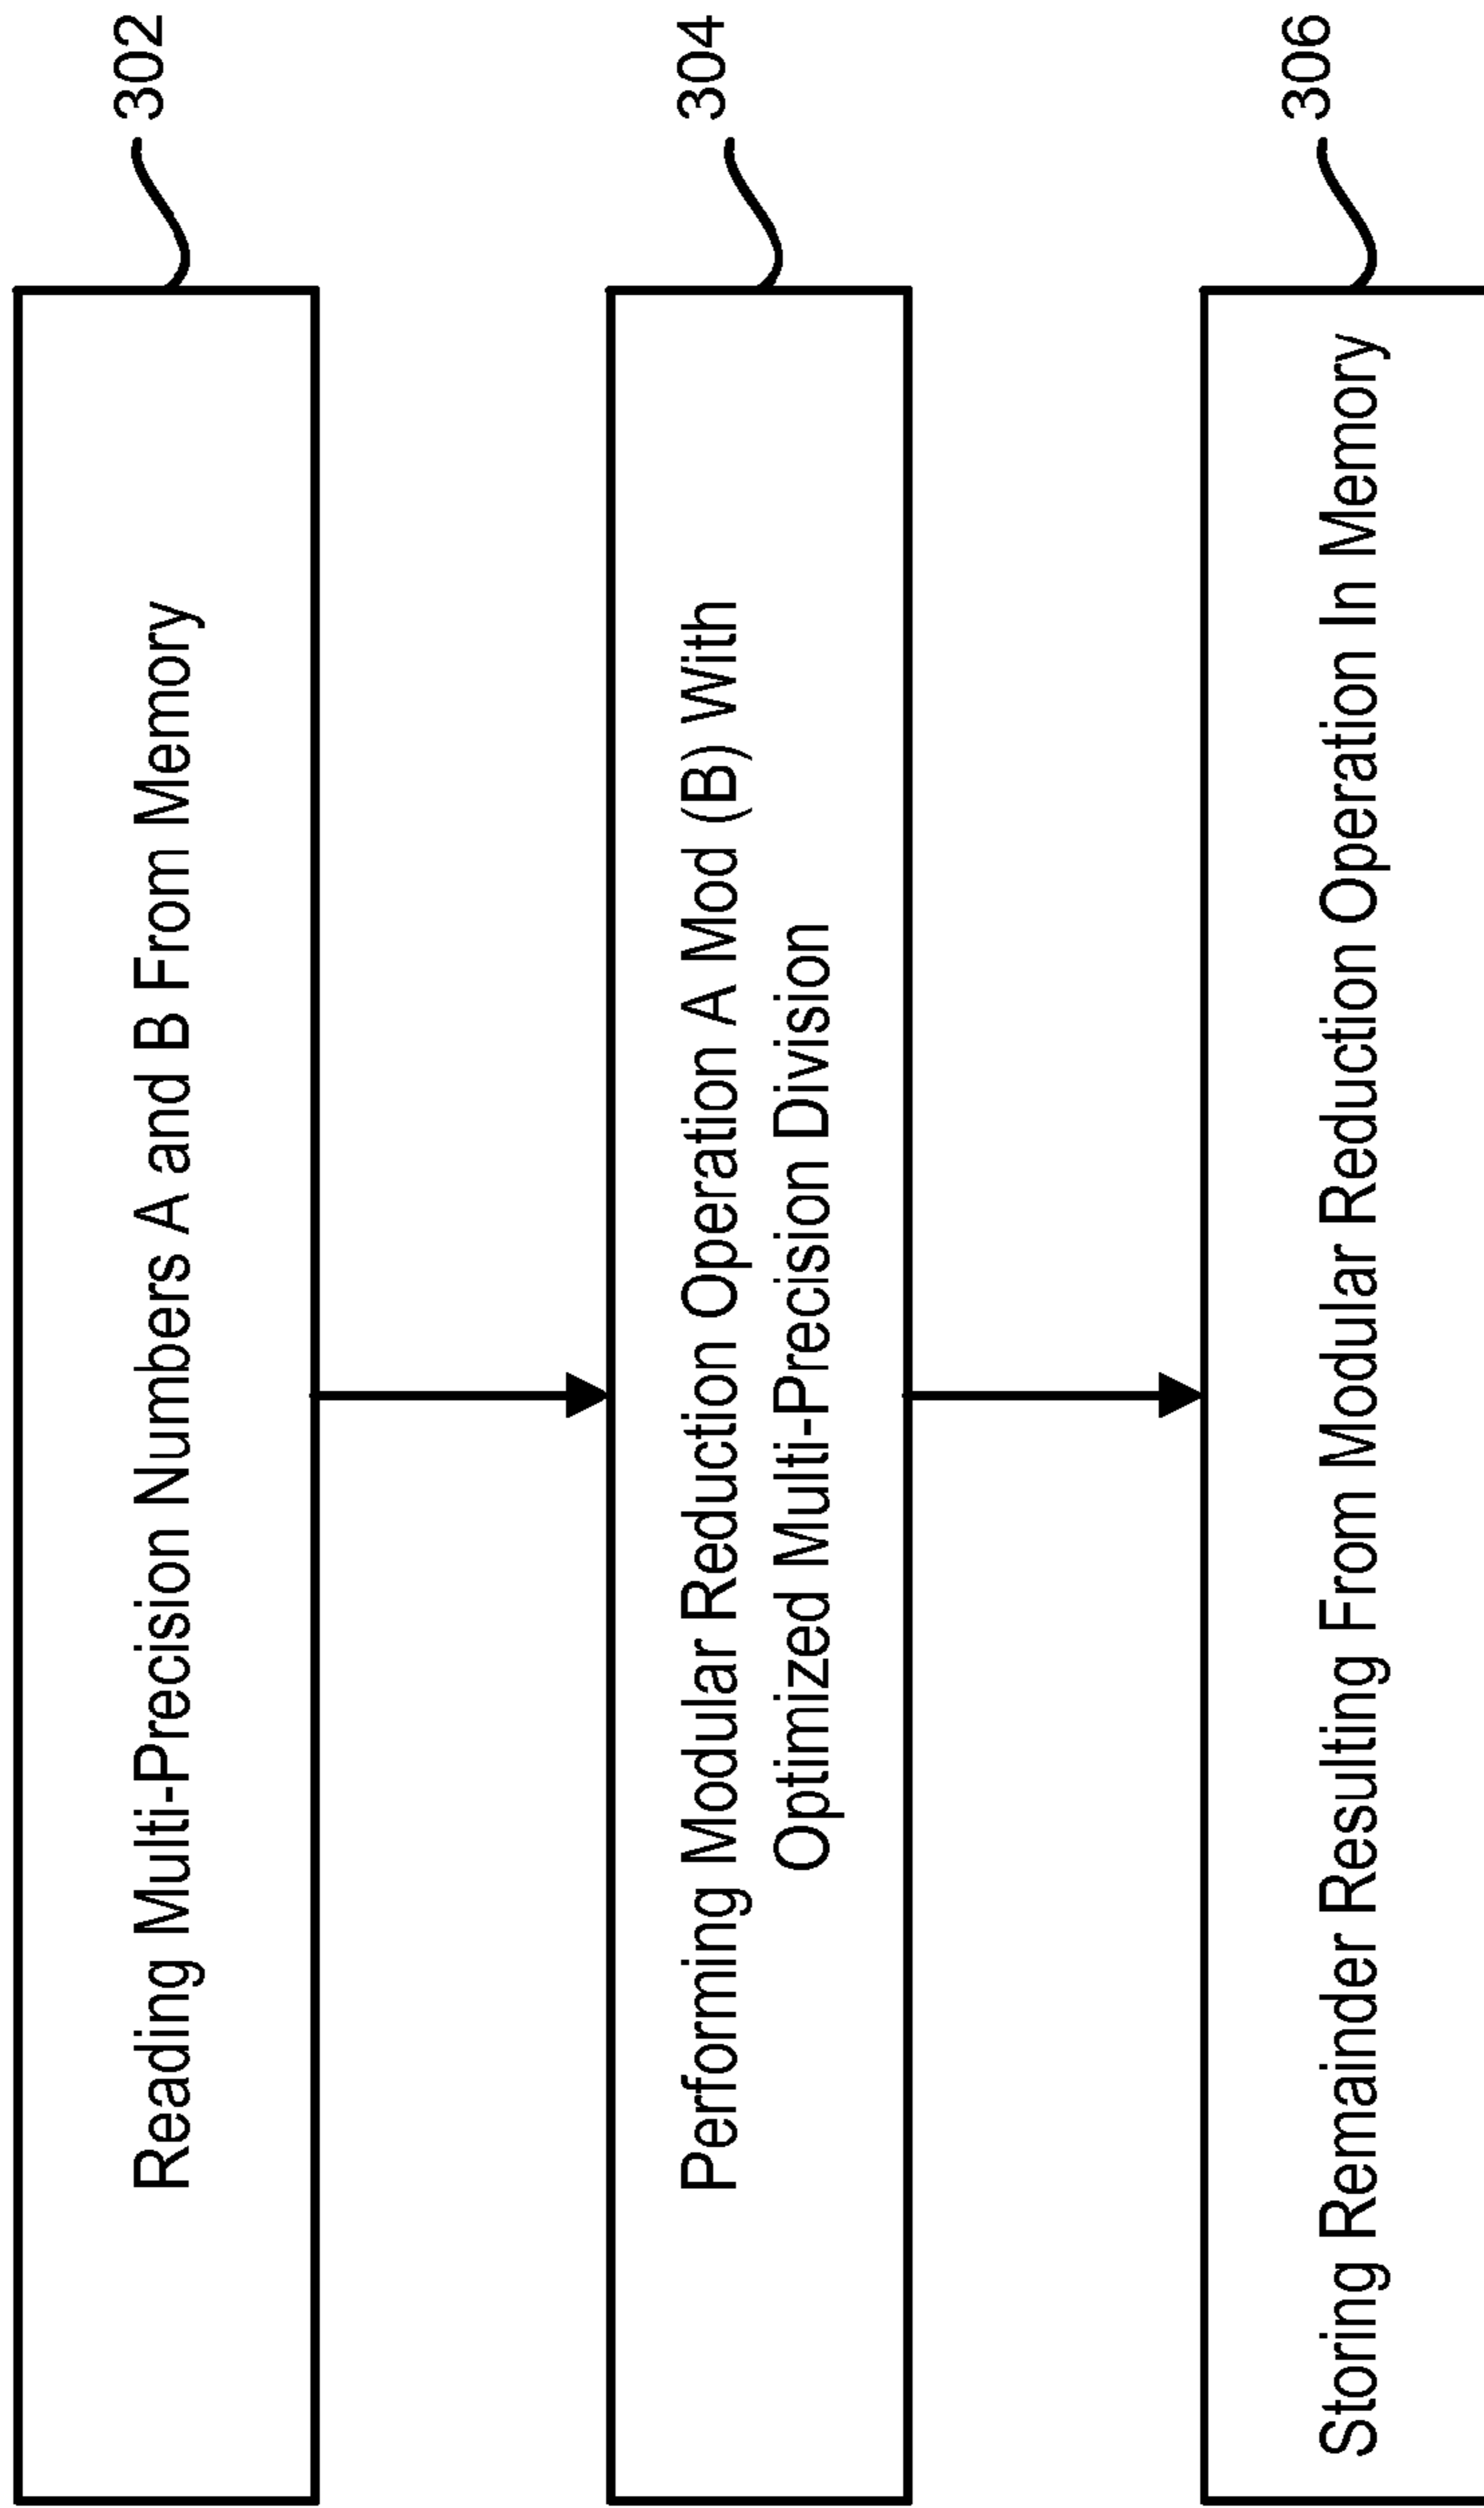 Reading Multi-Precision Numbers A and B From Memory
302
Performing Modular Reduction Operation A Mod (B) With
Optimized Multi-Precision Division
304
Storing Remainder Resulting From Modular Reduction Operation In Memory
306